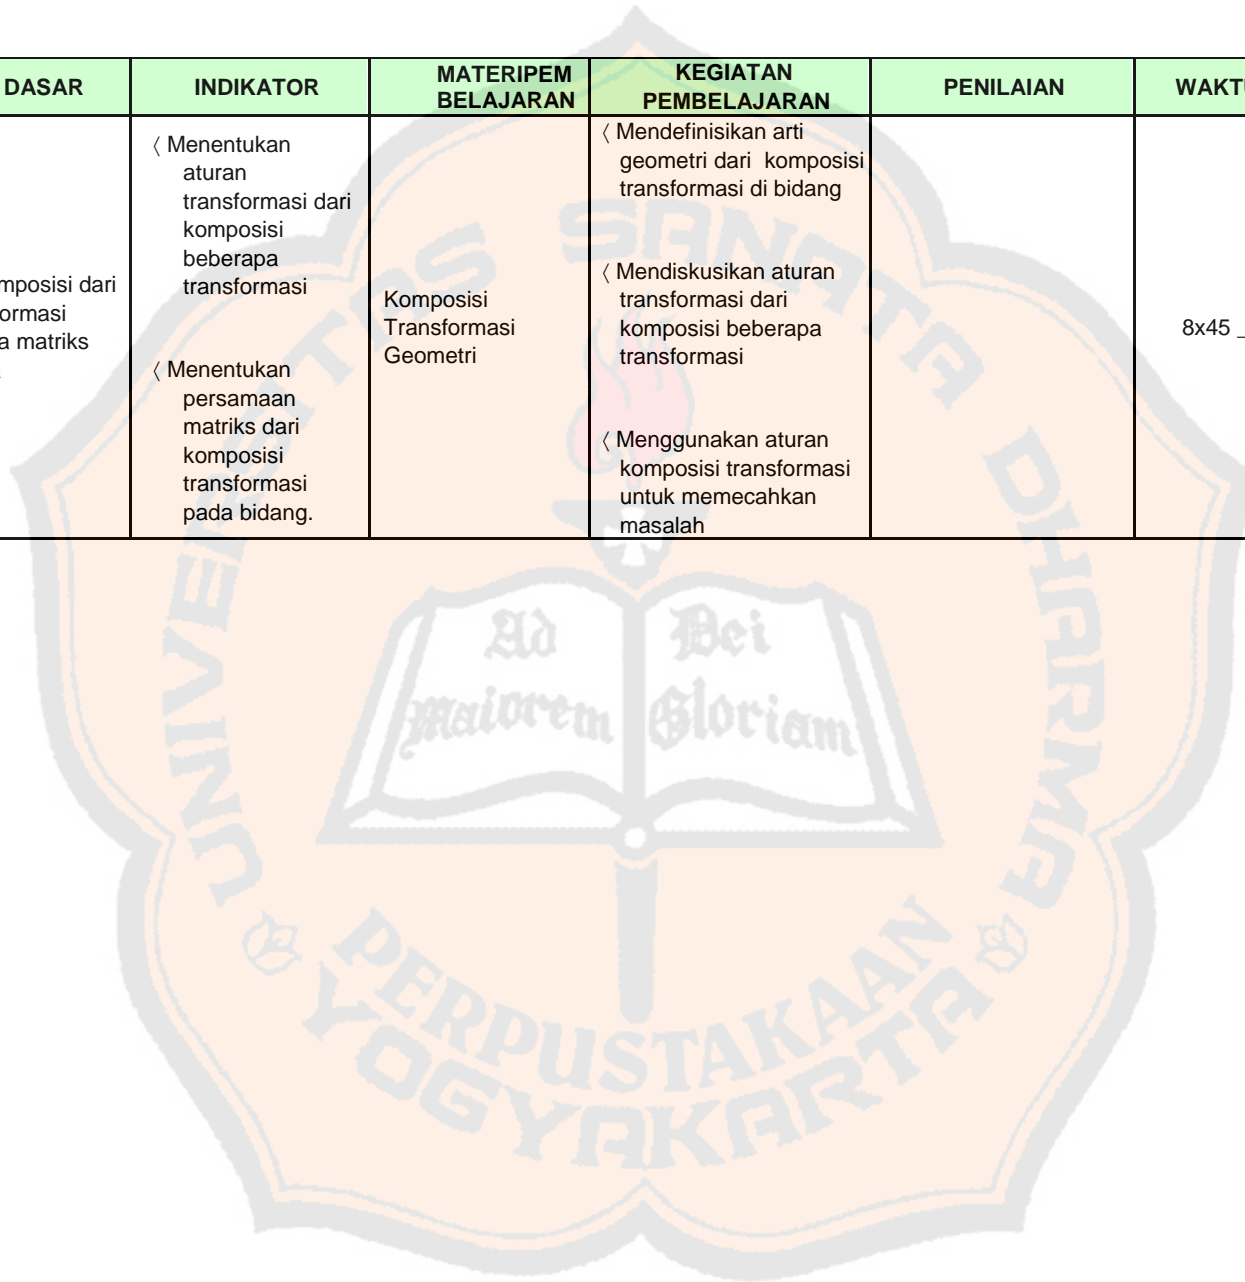 DASAR
INDIKATOR
MATERIPEM
BELAJARAN
KEGIATAN
PEMBELAJARAN
PENILAIAN
WAKT
mposisi dari
ormasi
a matriks
〈 Menentukan
aturan
transformasi dari
komposisi
beberapa
transformasi
〈 Menentukan
persamaan
matriks dari
komposisi
transformasi
pada bidang.
Komposisi
Transformasi
Geometri
〈 Mendefinisikan arti
geometri dari komposisi
transformasi di bidang
〈 Mendiskusikan aturan
transformasi dari
komposisi beberapa
transformasi
〈 Menggunakan aturan
komposisi transformasi
untuk memecahkan
masalah
8x45 _
UNIVERSITAS SANATA DHARMA
Ad
maiorem
Dei
Gloriam
PERPUSTAKAAN
YOGYAKARTA